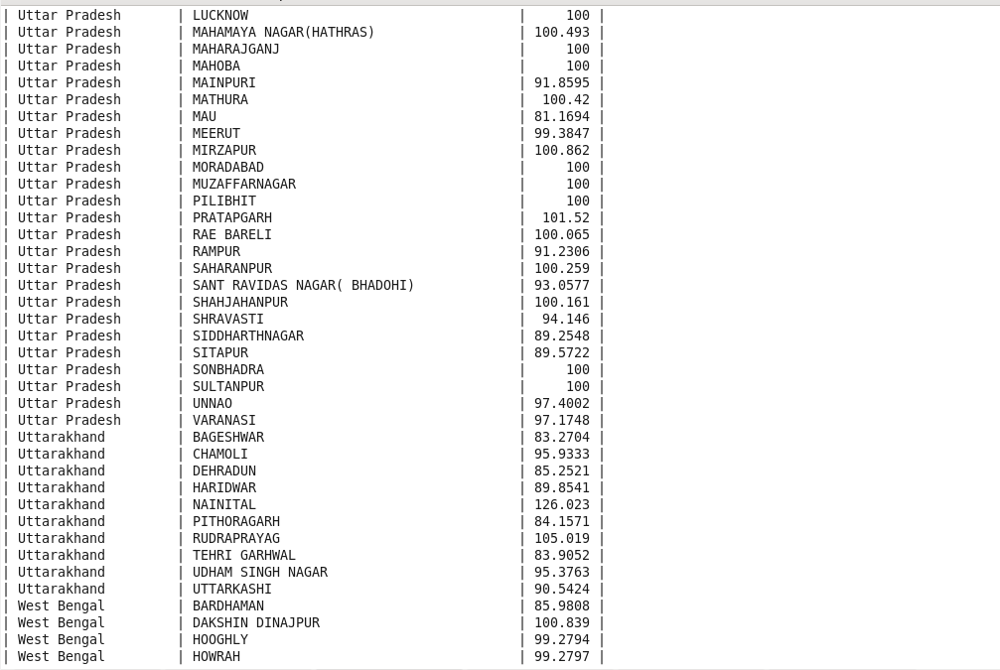 | Uttar Pradesh | LUCKNOW | 100 |
| Uttar Pradesh | MAHAMAYA NAGAR(HATHRAS) | 100.493 |
| Uttar Pradesh | MAHARAJGANJ | 100 |
| Uttar Pradesh | MAHOBA | 100 |
| Uttar Pradesh | MAINPURI | 91.8595 |
| Uttar Pradesh | MATHURA | 100.42 |
| Uttar Pradesh | MAU | 81.1694 |
| Uttar Pradesh | MEERUT | 99.3847 |
| Uttar Pradesh | MIRZAPUR | 100.862 |
| Uttar Pradesh | MORADABAD | 100 |
| Uttar Pradesh | MUZAFFARNAGAR | 100 |
| Uttar Pradesh | PILIBHIT | 100 |
| Uttar Pradesh | PRATAPGARH | 101.52 |
| Uttar Pradesh | RAE BARELI | 100.065 |
| Uttar Pradesh | RAMPUR | 91.2306 |
| Uttar Pradesh | SAHARANPUR | 100.259 |
| Uttar Pradesh | SANT RAVIDAS NAGAR( BHADOHI) | 93.0577 |
| Uttar Pradesh | SHAHJAHANPUR | 100.161 |
| Uttar Pradesh | SHRAVASTI | 94.146 |
| Uttar Pradesh | SIDDHARTHNAGAR | 89.2548 |
| Uttar Pradesh | SITAPUR | 89.5722 |
| Uttar Pradesh | SONBHADRA | 100 |
| Uttar Pradesh | SULTANPUR | 100 |
| Uttar Pradesh | UNNAO | 97.4002 |
| Uttar Pradesh | VARANASI | 97.1748 |
| Uttarakhand | BAGESHWAR | 83.2704 |
| Uttarakhand | CHAMOLI | 95.9333 |
| Uttarakhand | DEHRADUN | 85.2521 |
| Uttarakhand | HARIDWAR | 89.8541 |
| Uttarakhand | NAINITAL | 126.023 |
| Uttarakhand | PITHORAGARH | 84.1571 |
| Uttarakhand | RUDRAPRAYAG | 105.019 |
| Uttarakhand | TEHRI GARHWAL | 83.9052 |
| Uttarakhand | UDHAM SINGH NAGAR | 95.3763 |
| Uttarakhand | UTTARKASHI | 90.5424 |
| West Bengal | BARDHAMAN | 85.9808 |
| West Bengal | DAKSHIN DINAJPUR | 100.839 |
| West Bengal | HOOGHLY | 99.2794 |
| West Bengal | HOWRAH | 99.2797 |